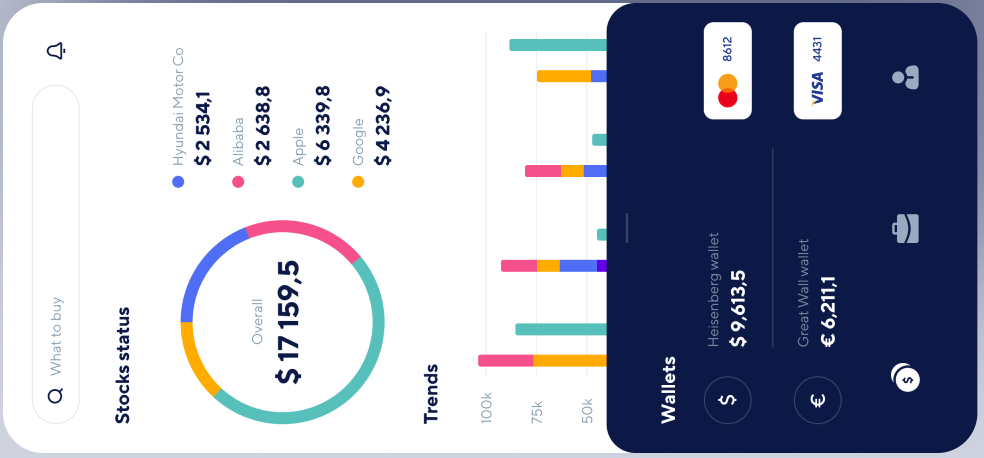 What to buy
Stocks status
Overall
$ 17 159,5
Hyundai Motor Co
$ 2 534,1
Alibaba
$ 2 638,8
Apple
$ 6 339,8
Google
$ 4 236,9
Trends
100k
75k
50k
Wallets
$
Heisenberg wallet
$ 9,613,5
8612
€
Great Wall wallet
€ 6,211,1
VISA 4431
$